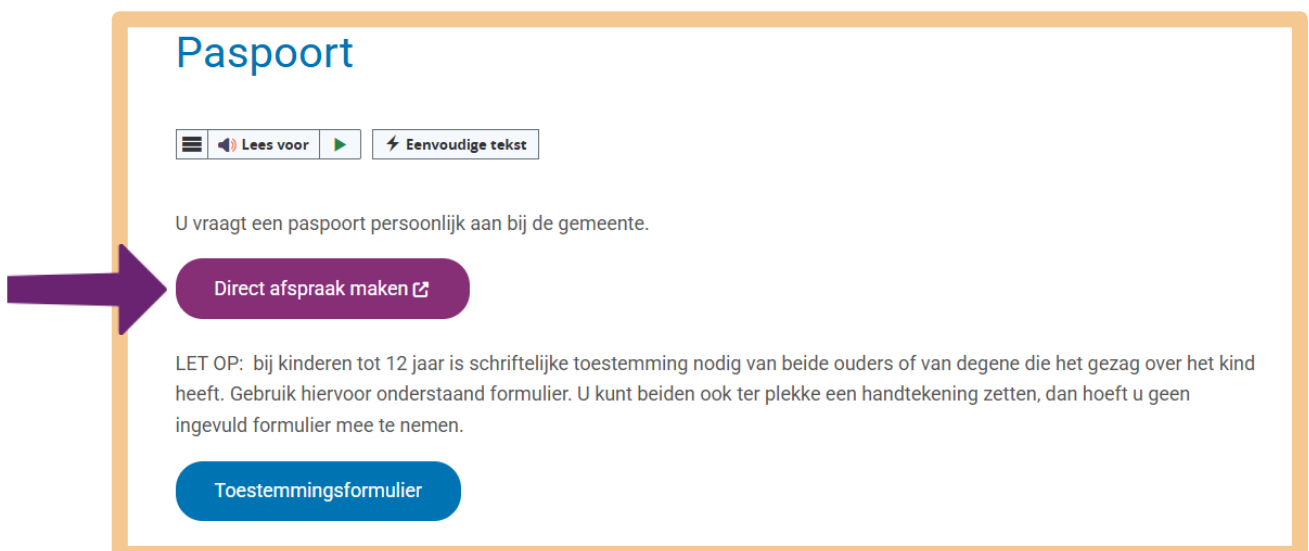 Paspoort
Lees voor
Eenvoudige tekst
U vraagt een paspoort persoonlijk aan bij de gemeente.
Direct afspraak maken
LET OP:  bij kinderen tot 12 jaar is schriftelijke toestemming nodig van beide ouders of van degene die het gezag over het kind
heeft. Gebruik hiervoor onderstaand formulier. U kunt beiden ook ter plekke een handtekening zetten, dan hoeft u geen
ingevuld formulier mee te nemen.
Toestemmingsformulier